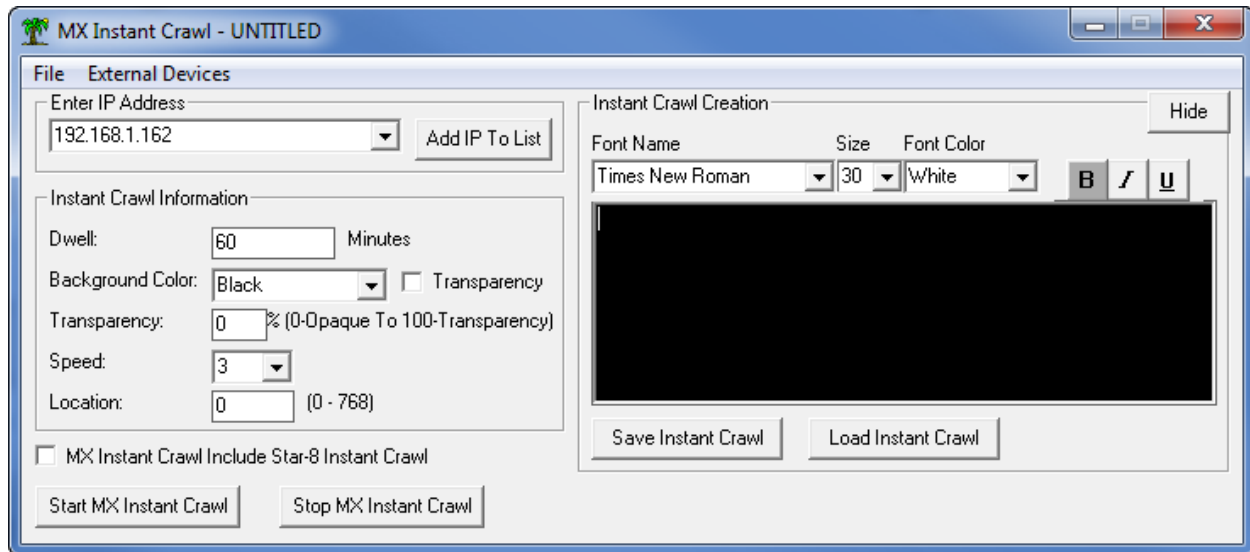 MX Instant Crawl - UNTITLED
File External Devices
Enter IP Address
192.168.1.162 Add IP To List
Instant Crawl Information
Dwell: 60 Minutes
Background Color: Black Transparency
Transparency: 0 % (0-Opaque To 100-Transparency)
Speed: 3
Location: 0 (0 - 768)
MX Instant Crawl Include Star-8 Instant Crawl
Start MX Instant Crawl Stop MX Instant Crawl
Instant Crawl Creation Hide
Font Name Size Font Color
Times New Roman 30 White B I U
Save Instant Crawl Load Instant Crawl